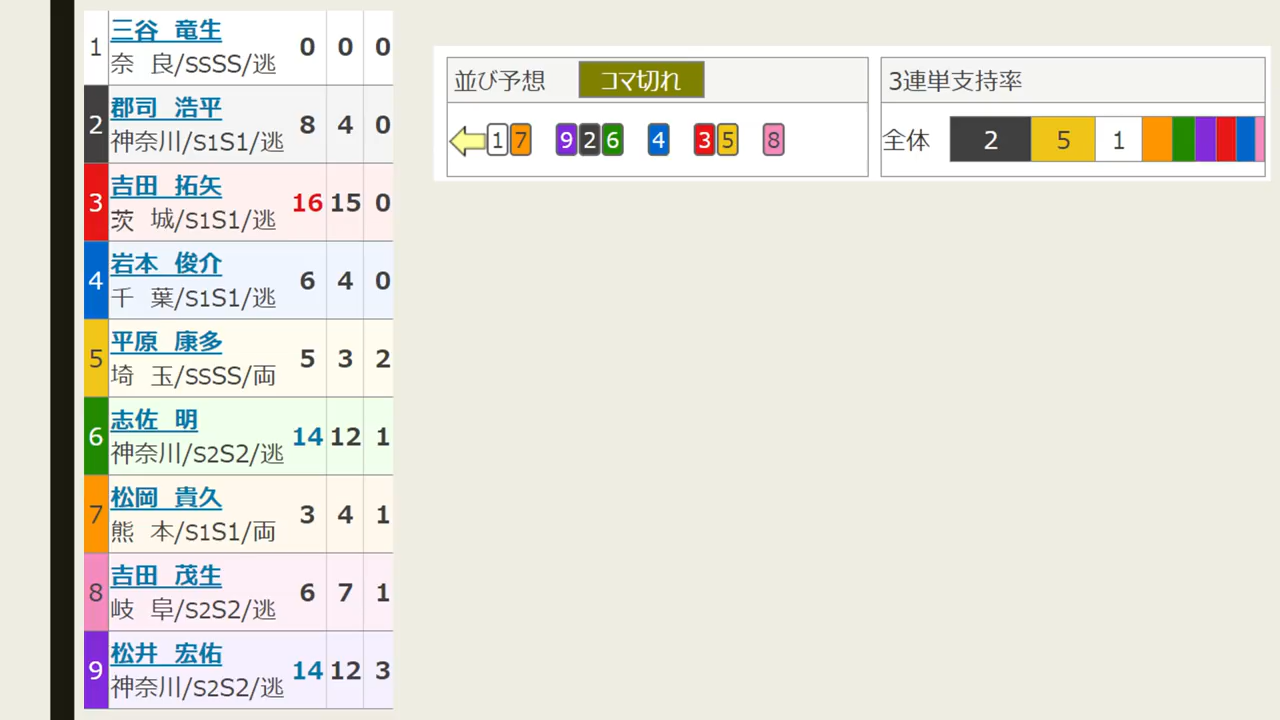 1 三谷 竜生 0 0 0
奈 良/SSSS/逃
2 郡司 浩平 8 4 0
神奈川/S1S1/逃
3 吉田 拓矢 16 15 0
茨 城/S1S1/逃
4 岩本 俊介 6 4 0
千 葉/S1S1/逃
5 平原 康多 5 3 2
埼 玉/SSSS/両
6 志佐 明 14 12 1
神奈川/S2S2/逃
7 松岡 貴久 3 4 1
熊 本/S1S1/両
8 吉田 茂生 6 7 1
岐 阜/S2S2/逃
9 松井 宏佑 14 12 3
神奈川/S2S2/逃
並び予想 コマ切れ
1 7 9 2 6 4 3 5 8
3連単支持率
全体 2 5 1